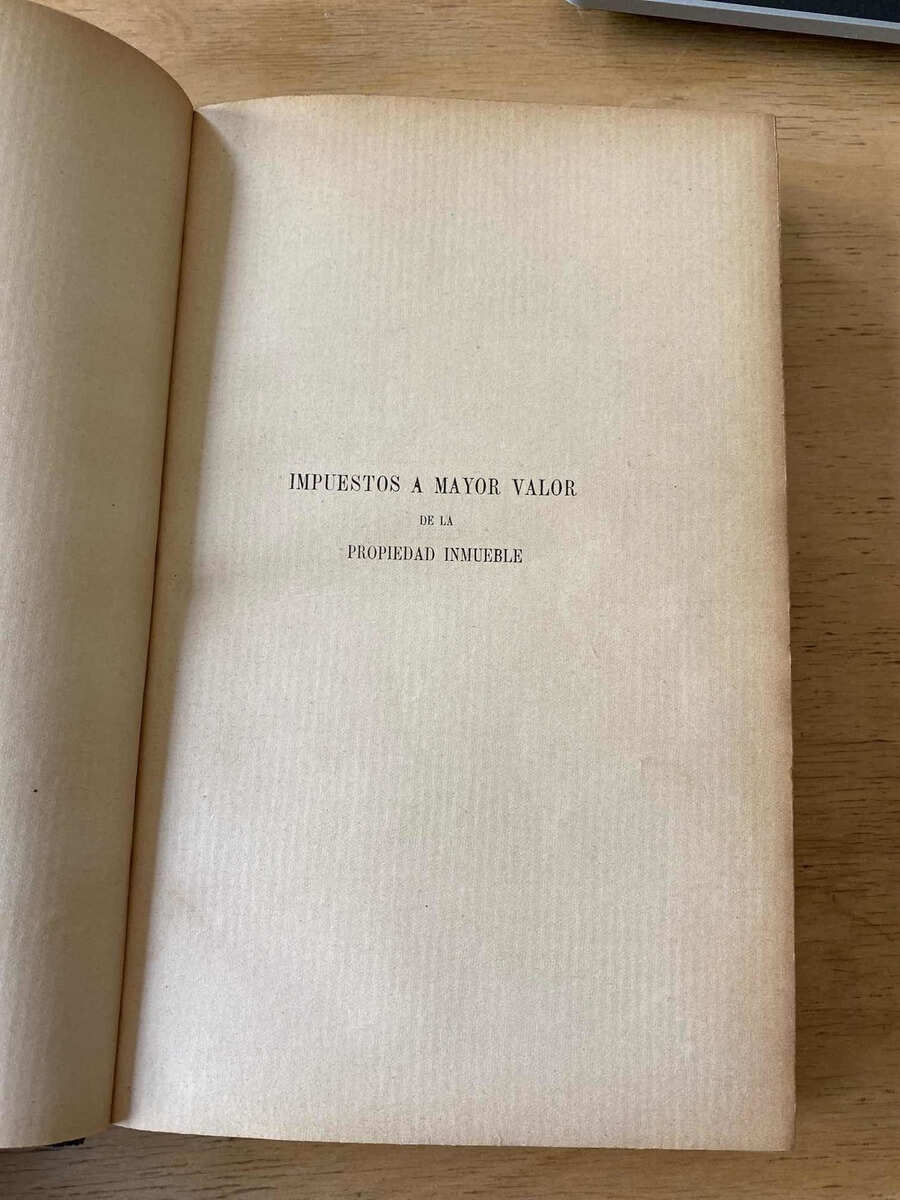 IMPUESTOS A MAYOR VALOR
DE LA
PROPIEDAD INMUEBLE